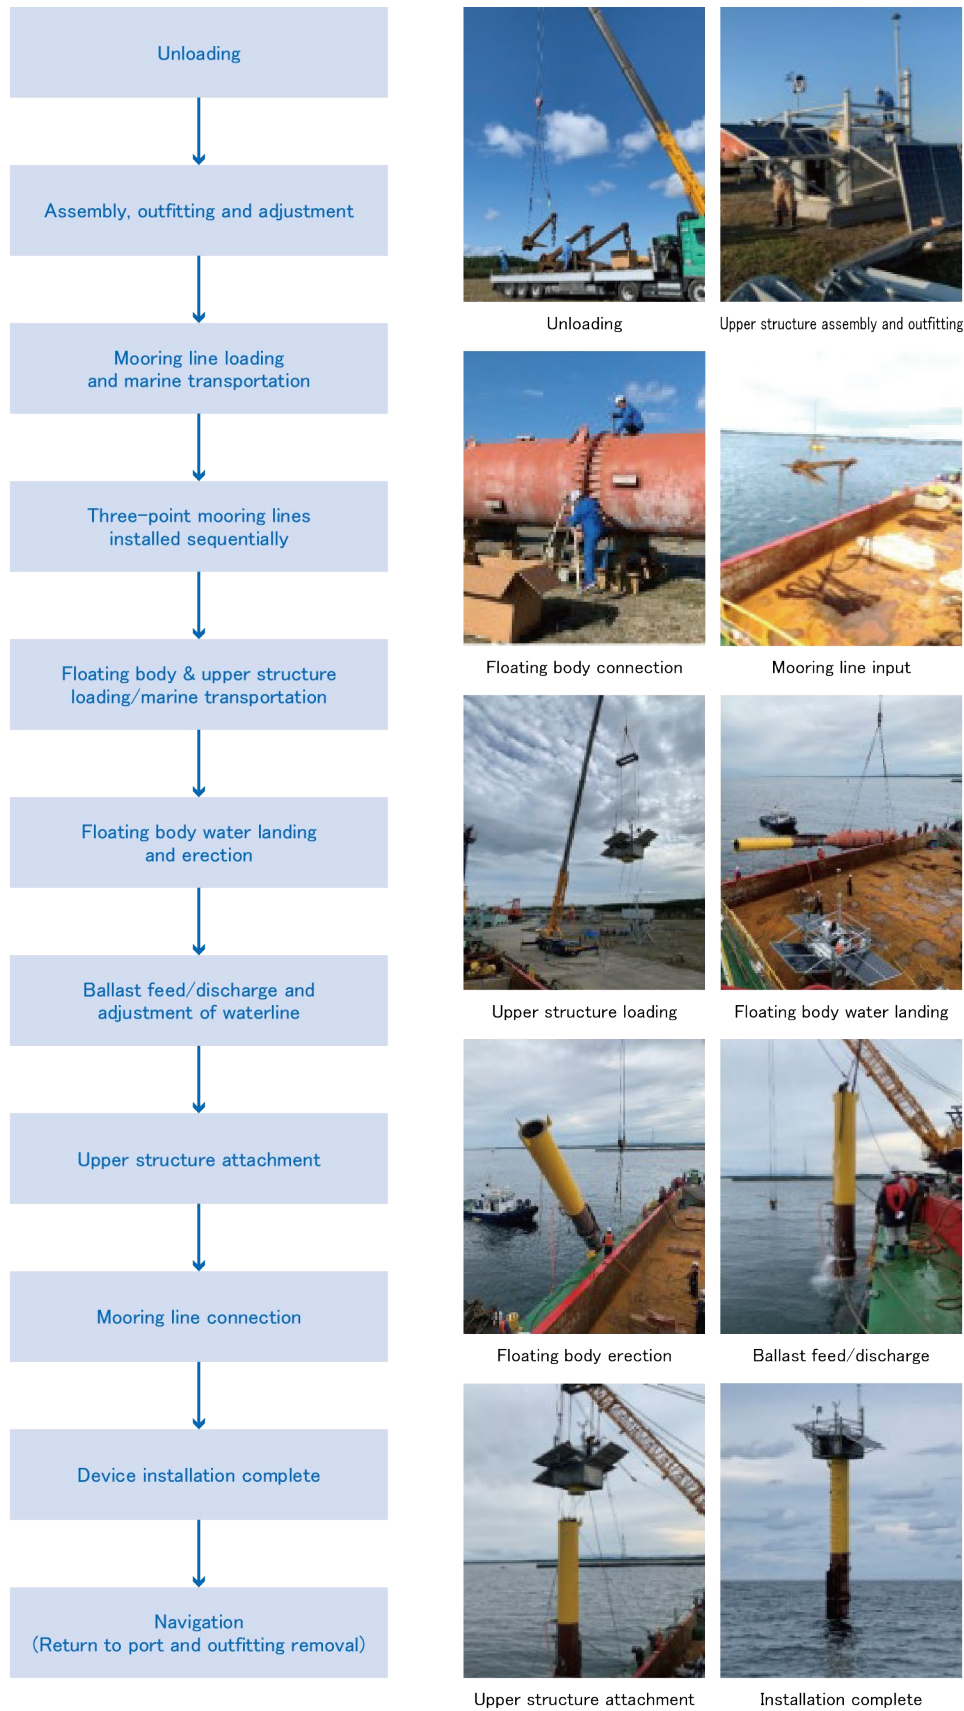 Unloading
Assembly, outfitting and adjustment
Mooring line loading
and marine transportation
Three-point mooring lines
installed sequentially
Floating body & upper structure
loading/marine transportation
Floating body water landing
and erection
Ballast feed/discharge and
adjustment of waterline
Upper structure attachment
Mooring line connection
Device installation complete
Navigation
(Return to port and outfitting removal)
Unloading
Upper structure assembly and outfitting
Floating body connection
Mooring line input
Upper structure loading
Floating body water landing
Floating body erection
Ballast feed/discharge
Upper structure attachment
Installation complete